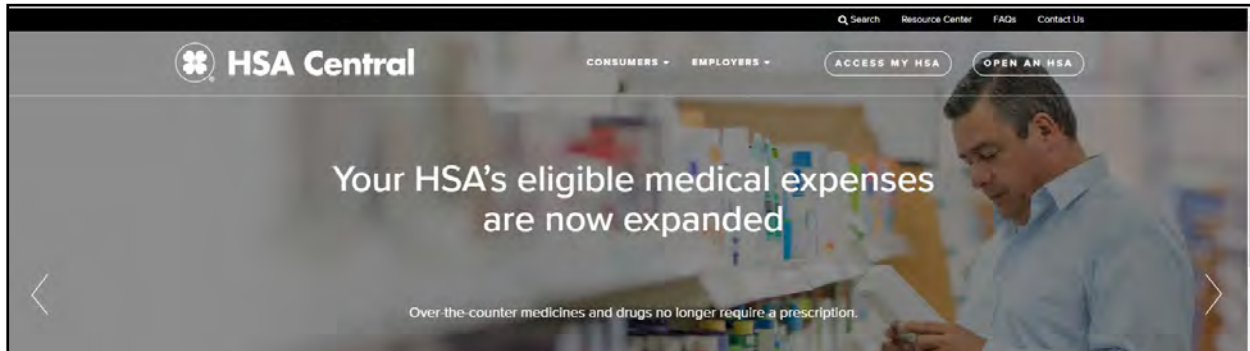 Search Resource Center FAQs Contact Us
HSA Central CONSUMERS EMPLOYERS ACCESS MY HSA OPEN AN HSA
Your HSA's eligible medical expenses
are now expanded
Over-the-counter medicines and drugs no longer require a prescription.